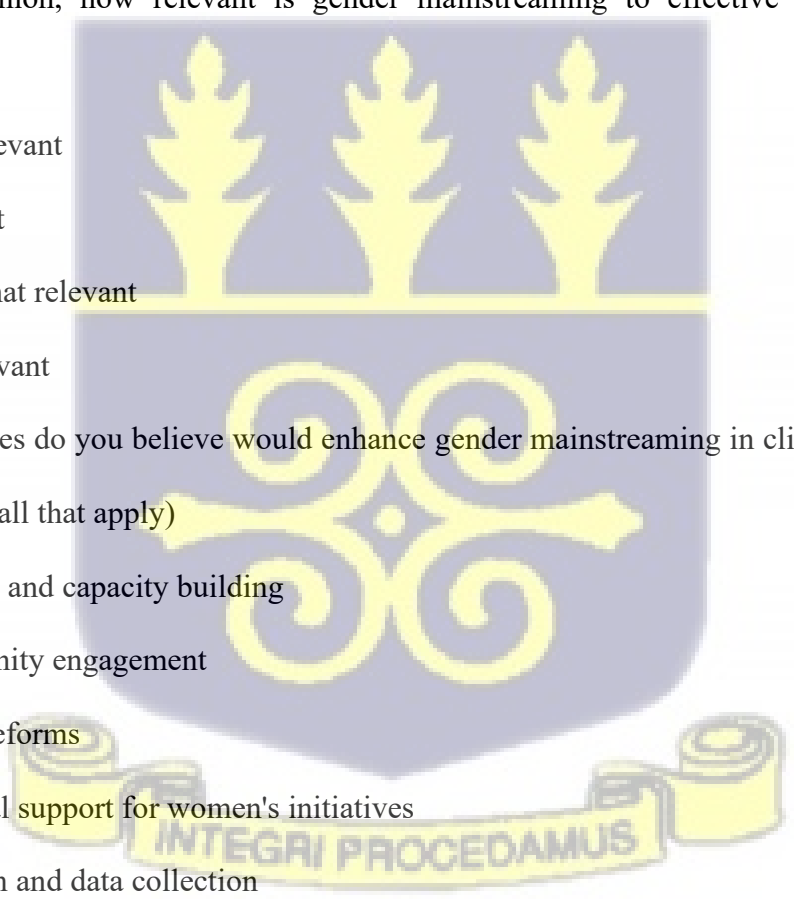 how relevant is gender mainstreaming to effective
evant
t
at relevant
vant
es do you believe would enhance gender mainstreaming in cli
all that apply)
and capacity building
nity engagement
eforms
l support for women's initiatives
n and data collection
INTEGRI PROCEDAMUS